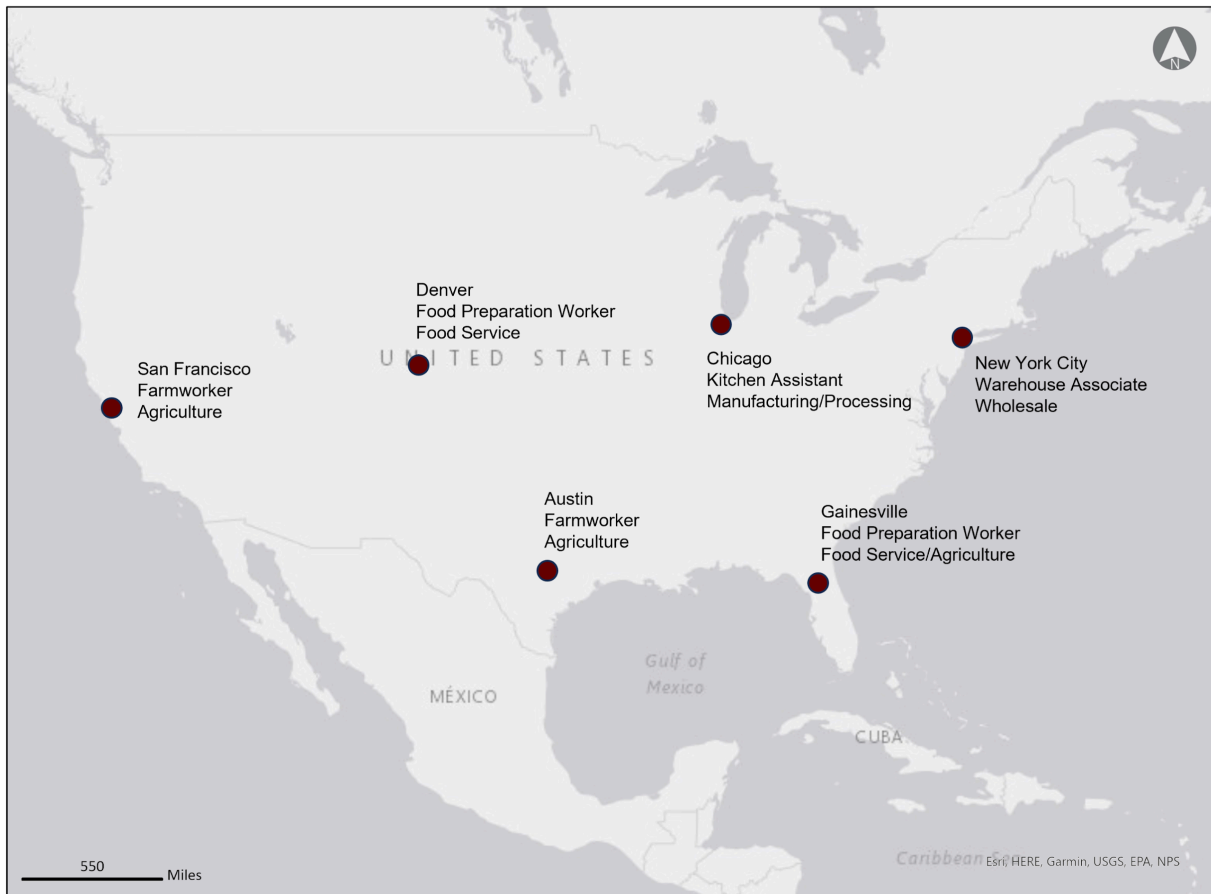 N
Denver
Food Preparation Worker
Food Service
UNITED STATES
San Francisco
Farmworker
Agriculture
Chicago
Kitchen Assistant
Manufacturing/Processing
New York City
Warehouse Associate
Wholesale
Austin
Farmworker
Agriculture
Gainesville
Food Preparation Worker
Food Service/Agriculture
Gulf of
Mexico
MÉXICO
CUBA
550
Miles
Caribbean Sea
Esri, HERE, Garmin, USGS, EPA, NPS